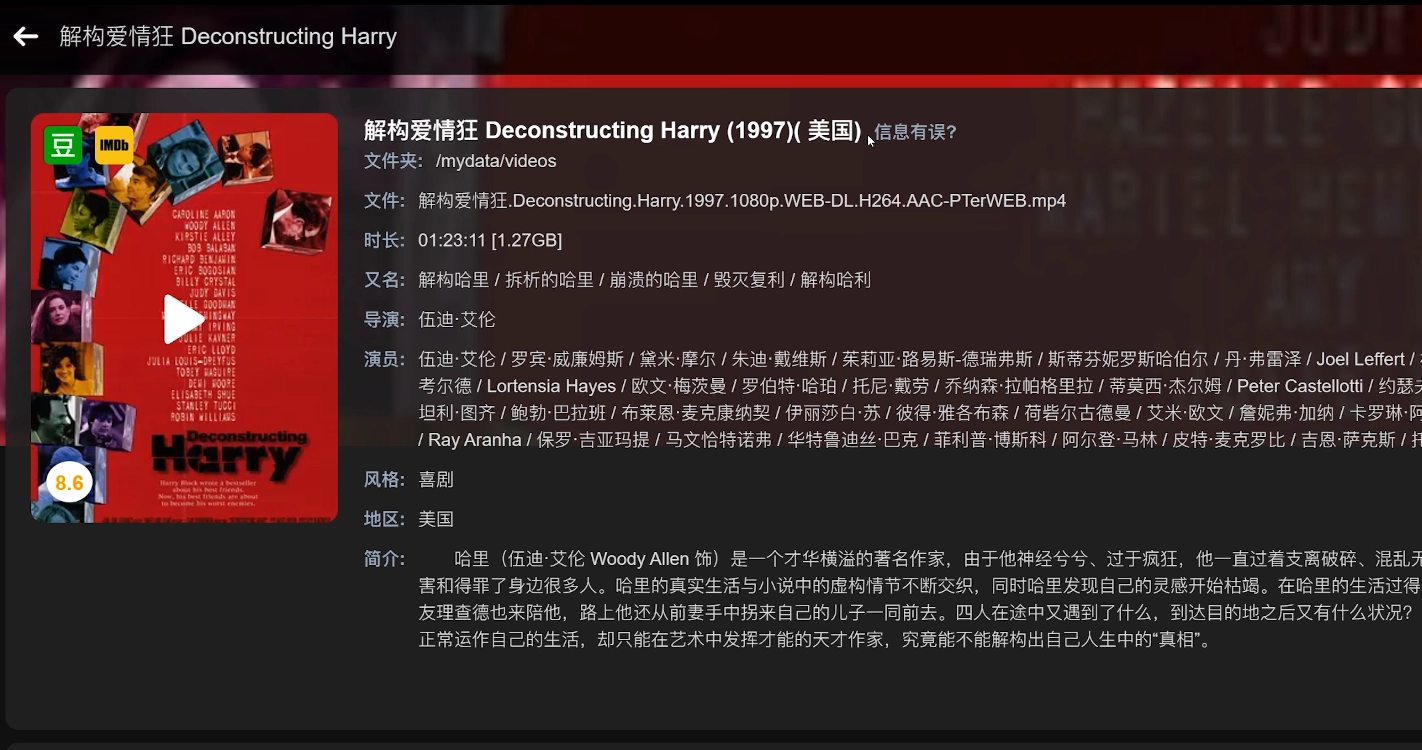 解构爱情狂 Deconstructing Harry
豆
IMDb
CAROLINE AARON
WOODY ALLEN
KIRSTIE ALLEY
BOB BALABAN
RICHARD BENJAMIN
ERIC BOGOSIAN
BILLY CRYSTAL
JUDY DAVIS
GOODMAN
IRVING
JULIE KAVNER
ERIC LLOYD
JULIA LOUIS-DREYFUS
TOBEY MAGUIRE
DEMI MOORE
ELISABETH SHUE
STANLEY TUCCI
ROBIN WILLIAMS
Deconstructing
Harry
Harry Block wrote a bestseller
about his best friends.
Now, his best friends are about
to become his worst enemies.
8.6
解构爱情狂 Deconstructing Harry (1997)( 美国) 信息有误?
文件夹: /mydata/videos
文件: 解构爱情狂.Deconstructing.Harry.1997.1080p.WEB-DL.H264.AAC-PTerWEB.mp4
时长: 01:23:11 [1.27GB]
又名: 解构哈里 / 拆析的哈里 / 崩溃的哈里 / 毁灭复利 / 解构哈利
导演: 伍迪·艾伦
演员: 伍迪·艾伦 / 罗宾·威廉姆斯 / 黛米·摩尔 / 朱迪·戴维斯 / 茱莉亚·路易斯-德瑞弗斯 / 斯蒂芬妮罗斯哈伯尔 / 丹·弗雷泽 / Joel Leffert /
考尔德 / Lortensia Hayes / 欧文·梅茨曼 / 罗伯特·哈珀 / 托尼·戴劳 / 乔纳森·拉帕格里拉 / 蒂莫西·杰尔姆 / Peter Castellotti / 约瑟夫
坦利·图齐 / 鲍勃·巴拉班 / 布莱恩·麦克康纳契 / 伊丽莎白·苏 / 彼得·雅各布森 / 荷砦尔古德曼 / 艾米·欧文 / 詹妮弗·加纳 / 卡罗琳·阿
/ Ray Aranha / 保罗·吉亚玛提 / 马文恰特诺弗 / 华特鲁迪丝·巴克 / 菲利普·博斯科 / 阿尔登·马林 / 皮特·麦克罗比 / 吉恩·萨克斯 / 托
风格: 喜剧
地区: 美国
简介: 哈里（伍迪·艾伦 Woody Allen 饰）是一个才华横溢的著名作家，由于他神经兮兮、过于疯狂，他一直过着支离破碎、混乱无
害和得罪了身边很多人。哈里的真实生活与小说中的虚构情节不断交织，同时哈里发现自己的灵感开始枯竭。在哈里的生活过得
友理查德也来陪他，路上他还从前妻手中拐来自己的儿子一同前去。四人在途中又遇到了什么，到达目的地之后又有什么状况？
正常运作自己的生活，却只能在艺术中发挥才能的天才作家，究竟能不能解构出自己人生中的“真相”。